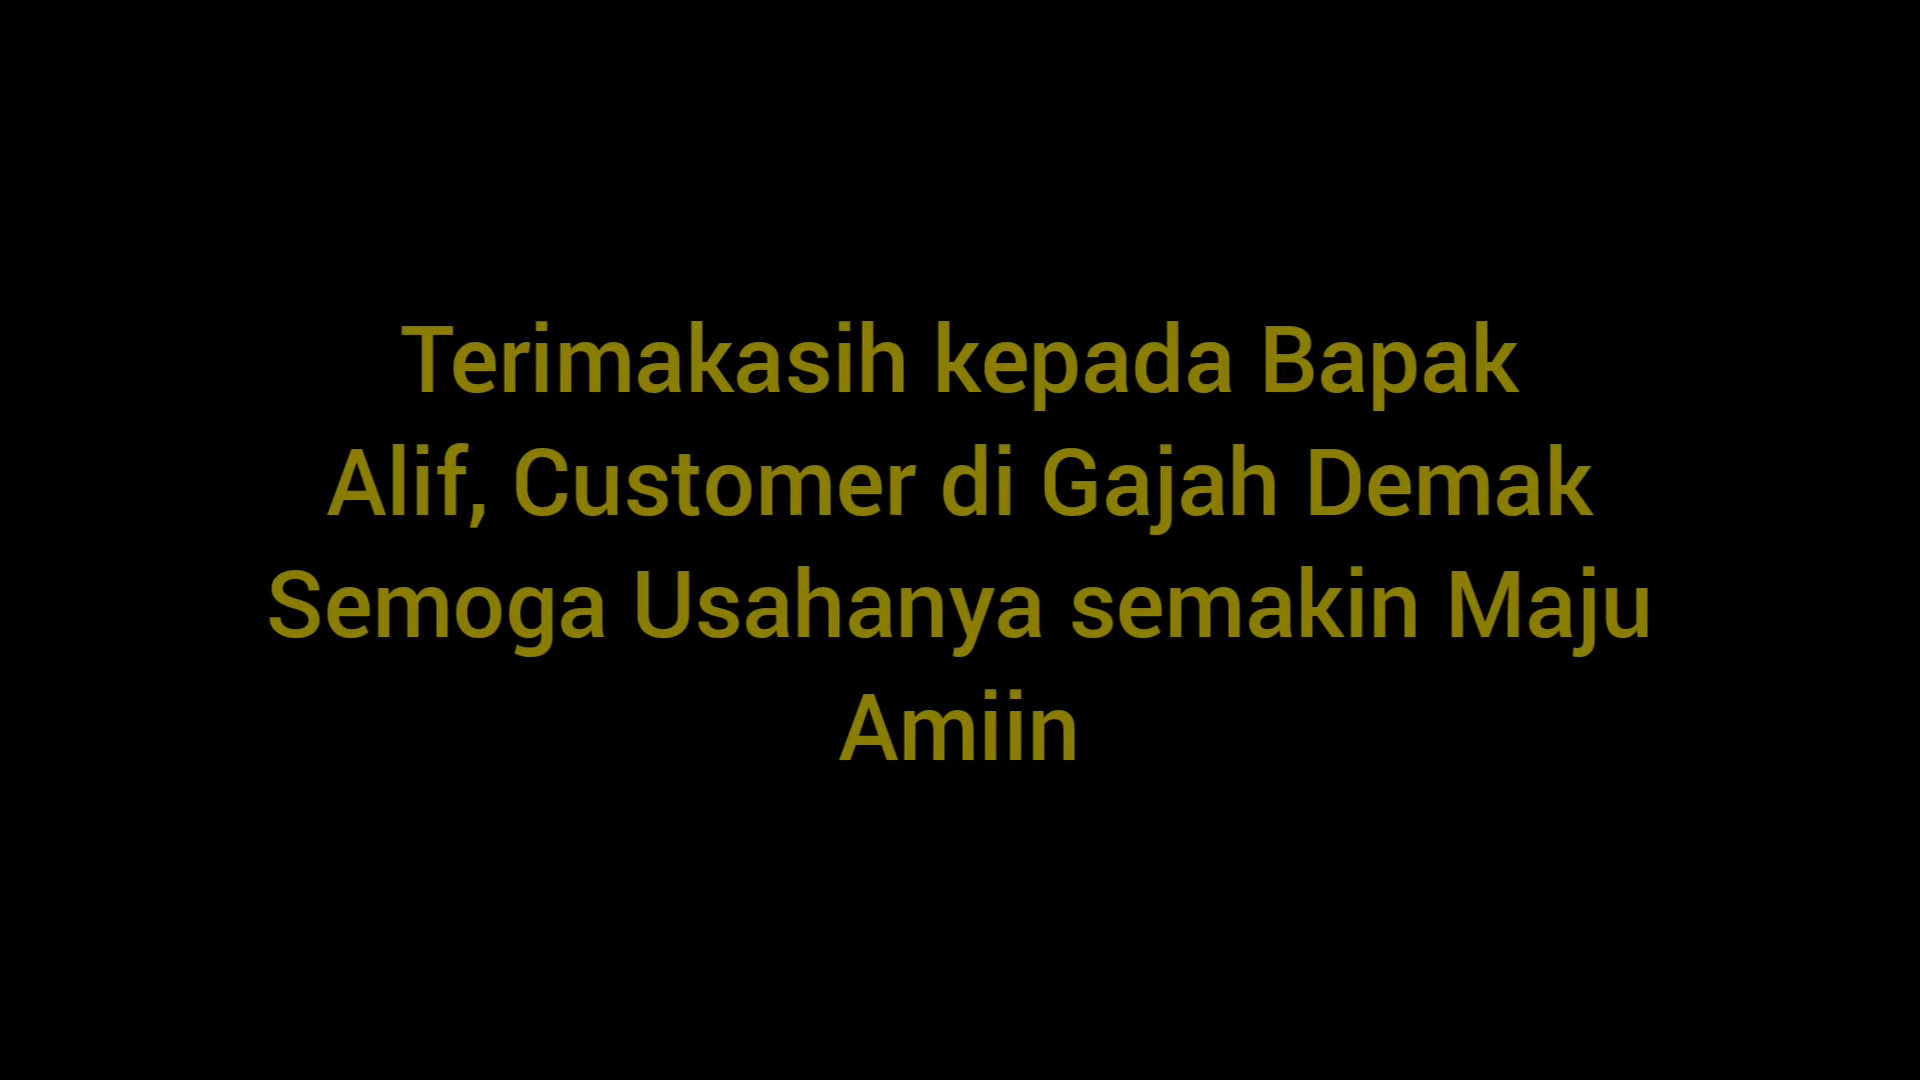 Terimakasih kepada Bapak
Alif, Customer di Gajah Demak
Semoga Usahanya semakin Maju
Amiin